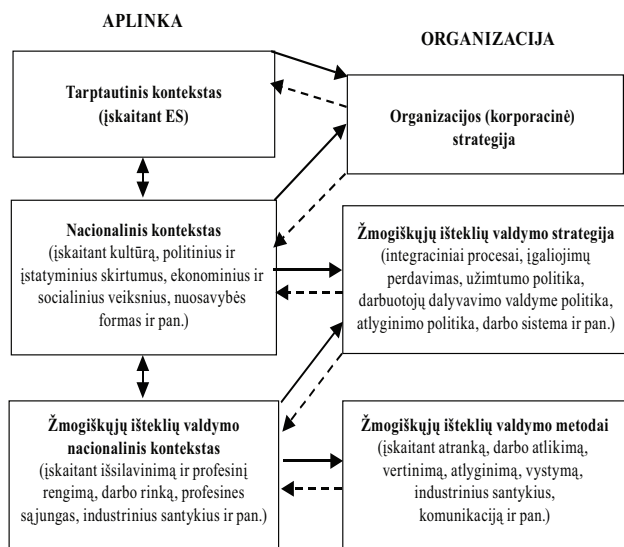 APLINKA
ORGANIZACIJA
Tarptautinis kontekstas
(įskaitant ES)
Organizacijos (korporacinė)
strategija
Nacionalinis kontekstas
(įskaitant kultūrą, politinius ir
įstatyminius skirtumus, ekonominius ir
socialinius veiksnius, nuosavybės
formas ir pan.)
Žmogiškųjų išteklių valdymo strategija
(integraciniai procesai, įgaliojimų
perdavimas, užimtumo politika,
darbuotojų dalyvavimo valdyme politika,
atlyginimo politika, darbo sistema ir pan.)
Žmogiškųjų išteklių valdymo
nacionalinis kontekstas
(įskaitant išsilavinimą ir profesinį
rengimą, darbo rinką, profesines
sąjungas, industrinius santykius ir pan.)
Žmogiškųjų išteklių valdymo metodai
(įskaitant atranką, darbo atlikimą,
vertinimą, atlyginimą, vystymą,
industrinius santykius,
komunikaciją ir pan.)